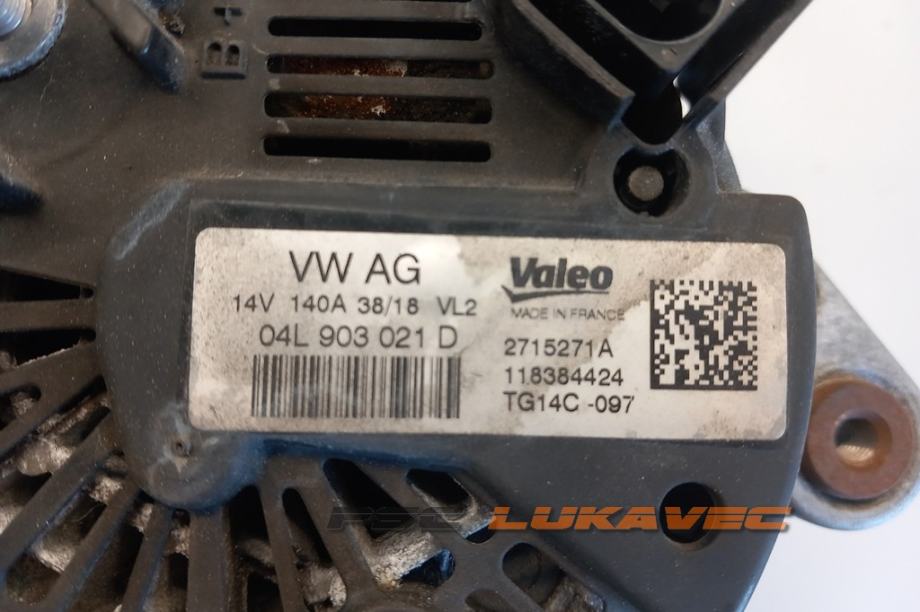 B+
VW AG
14V 140A 38/18 VL2
04L 903 021 D
Valeo
MADE IN FRANCE
2715271A
118384424
TG14C -097
PSC LUKAVEC